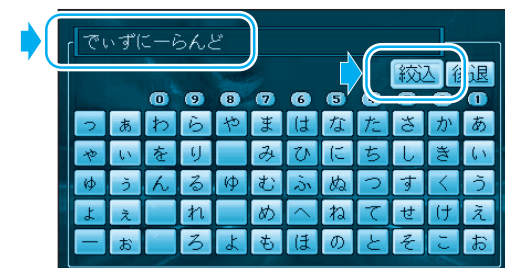 でぃずにーらんど
絞込 後退
0 9 8 7 6 5 1
っ ぁ わ ら や ま は な た さ か あ
ゃ ぃ を り み ひ に ち し き い
ゅ ぅ ん る ゆ む ふ ぬ つ す く う
ょ ぇ れ め へ ね て せ け え
ー ぉ ろ よ も ほ の と そ こ お